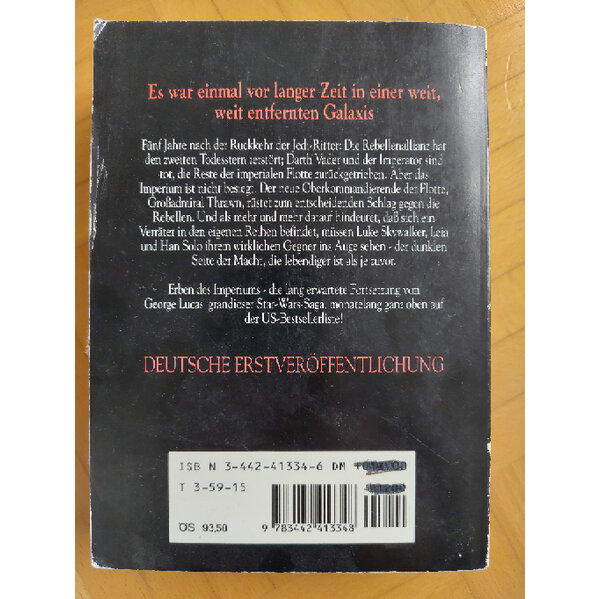 Es war einmal vor langer Zeit in einer weit,
weit entfernten Galaxis
Fünf Jahre nach der Rückkehr der Jedi-Ritter: Die Rebellenallianz hat
den zweiten Todesstern zerstört; Darth Vader und der Imperator sind
tot, die Reste der imperialen Flotte zurückgetrieben. Aber das
Imperium ist nicht besiegt. Der neue Oberkommandierende der Flotte,
Großadmiral Thrawn, rüstet zum entscheidenden Schlag gegen die
Rebellen. Und als mehr und mehr darauf hindeutet, daß sich ein
Verräter in den eigenen Reihen befindet, müssen Luke Skywalker, Leia
und Han Solo ihrem wirklichen Gegner ins Auge sehen - der dunklen
Seite der Macht, die lebendiger ist als je zuvor.
Erben des Imperiums - die lang erwartete Fortsetzung von
George Lucas' grandioser Star-Wars-Saga, monatelang ganz oben auf
der US-Bestsellerliste!
DEUTSCHE ERSTVERÖFFENTLICHUNG
ISBN 3-442-41334-6 DM
T 3-59-15
ÖS 93,50
9 783442 413348